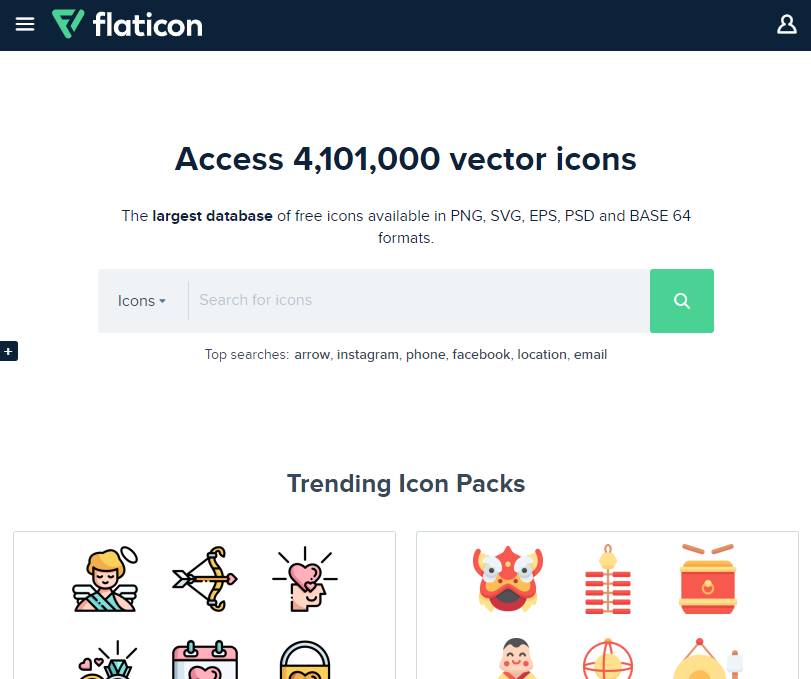 flaticon
Access 4,101,000 vector icons
The largest database of free icons available in PNG, SVG, EPS, PSD and BASE 64
formats.
Icons
Search for icons
Top searches: arrow, instagram, phone, facebook, location, email
Trending Icon Packs